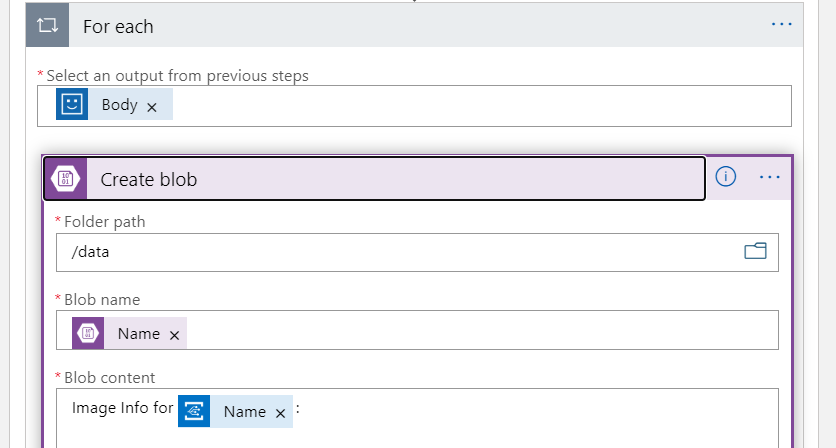 For each
* Select an output from previous steps
Body ×
Create blob
* Folder path
/data
* Blob name
Name ×
* Blob content
Image Info for Name × :